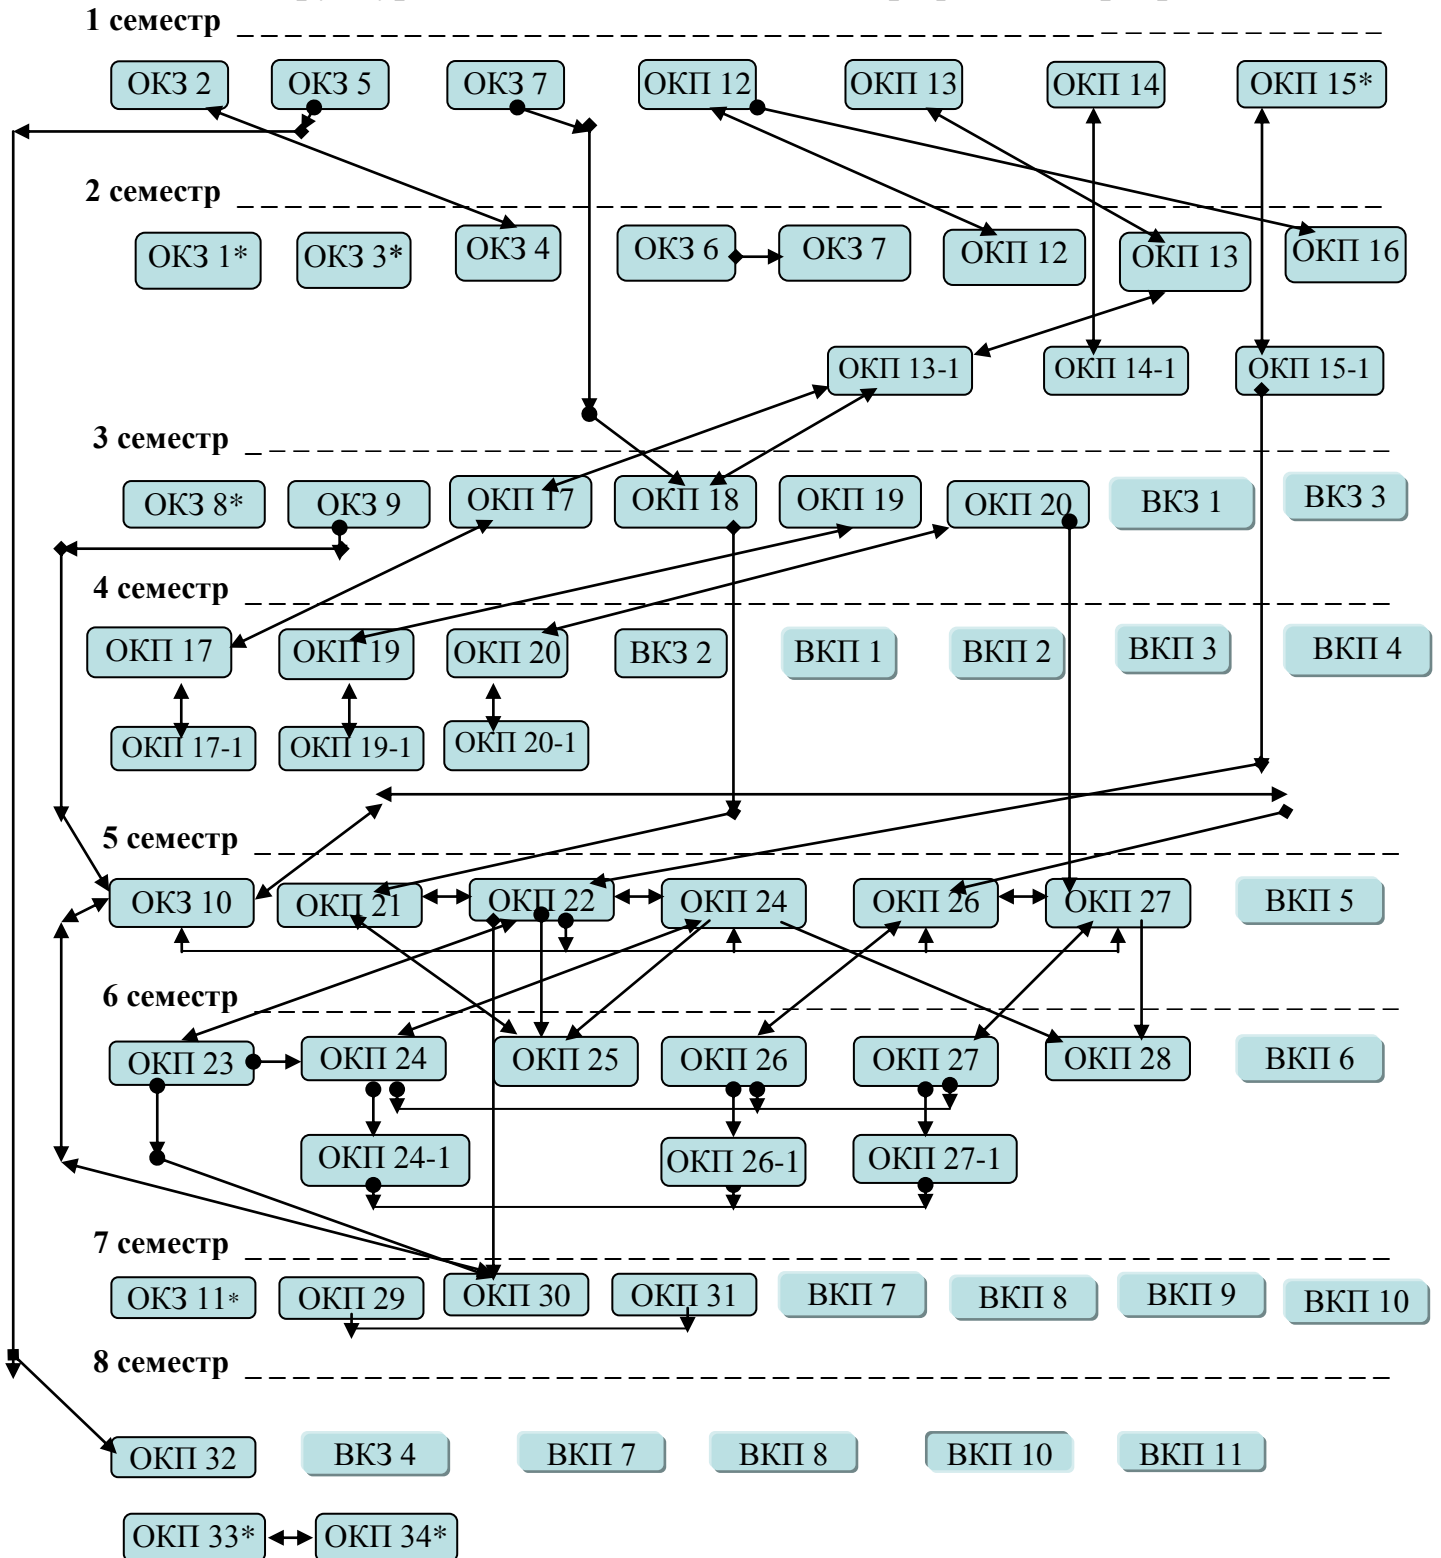 1 семестр
ОКЗ 2 ОКЗ 5 ОКЗ 7 ОКП 12 ОКП 13 ОКП 14 ОКП 15*
2 семестр
ОКЗ 1* ОКЗ 3* ОКЗ 4 ОКЗ 6 ОКЗ 7 ОКП 12 ОКП 13 ОКП 16
ОКП 13-1 ОКП 14-1 ОКП 15-1
3 семестр
ОКЗ 8* ОКЗ 9 ОКП 17 ОКП 18 ОКП 19 ОКП 20 ВКЗ 1 ВКЗ 3
4 семестр
ОКП 17 ОКП 19 ОКП 20 ВКЗ 2 ВКП 1 ВКП 2 ВКП 3 ВКП 4
ОКП 17-1 ОКП 19-1 ОКП 20-1
5 семестр
ОКЗ 10 ОКП 21 ОКП 22 ОКП 24 ОКП 26 ОКП 27 ВКП 5
6 семестр
ОКП 23 ОКП 24 ОКП 25 ОКП 26 ОКП 27 ОКП 28 ВКП 6
ОКП 24-1 ОКП 26-1 ОКП 27-1
7 семестр
ОКЗ 11* ОКП 29 ОКП 30 ОКП 31 ВКП 7 ВКП 8 ВКП 9 ВКП 10
8 семестр
ОКП 32 ВКЗ 4 ВКП 7 ВКП 8 ВКП 10 ВКП 11
ОКП 33* ОКП 34*